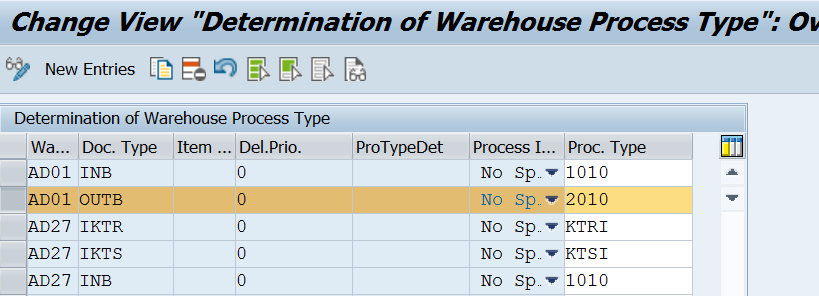 Change View "Determination of Warehouse Process Type": Ov
New Entries
Determination of Warehouse Process Type
Wa... Doc. Type Item ... Del.Prio. ProTypeDet Process I... Proc. Type
AD01 INB 0 No Sp… 1010
AD01 OUTB 0 No Sp… 2010
AD27 IKTR 0 No Sp… KTRI
AD27 IKTS 0 No Sp… KTSI
AD27 INB 0 No Sp… 1010